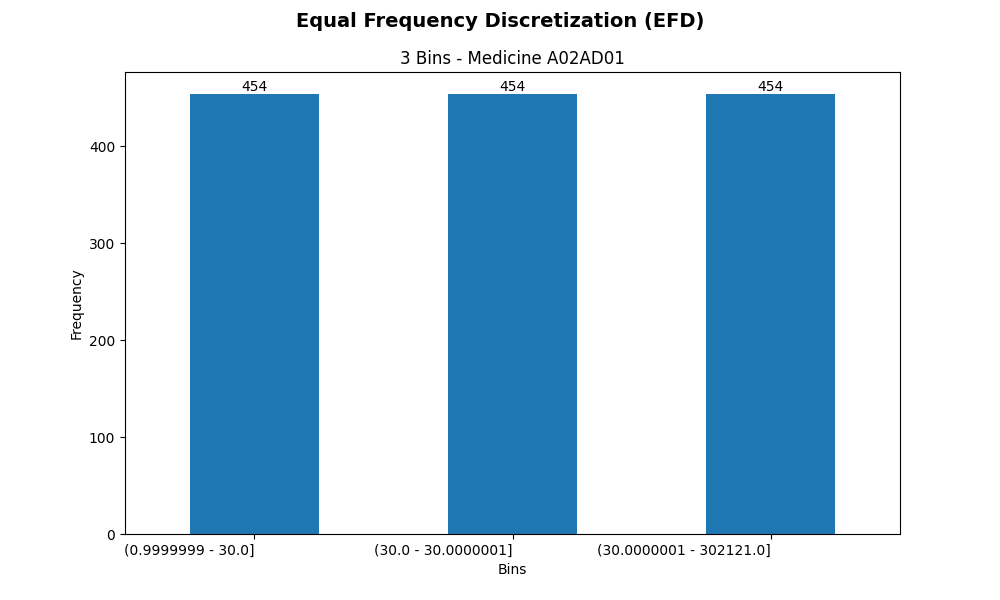 Equal Frequency Discretization (EFD)
3 Bins - Medicine A02AD01
454 454 454
400
300
200
100
0
Frequency
(0.9999999 - 30.0] (30.0 - 30.0000001] (30.0000001 - 302121.0]
Bins